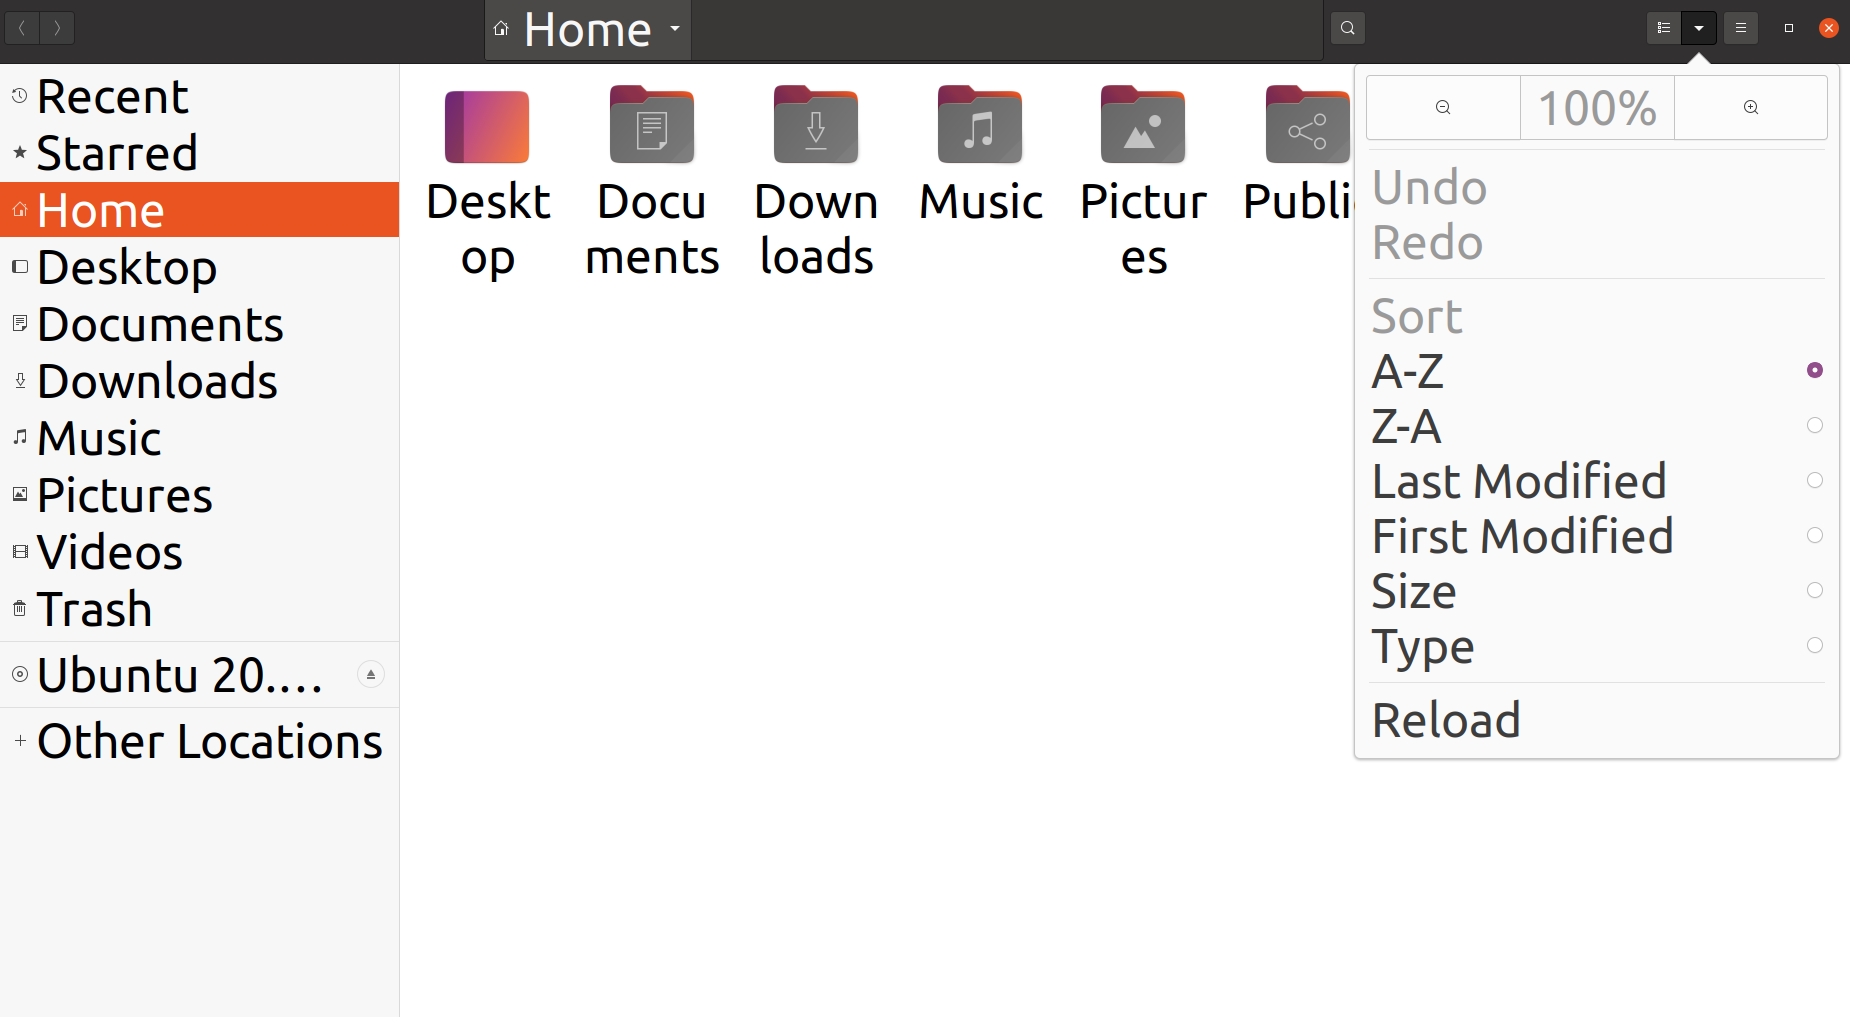 Home
Recent
Starred
Home
Desktop
Documents
Downloads
Music
Pictures
Videos
Trash
Ubuntu 20.…
Other Locations
Deskt
op
Docu
ments
Down
loads
Music
Pictur
es
Publi
100%
Undo
Redo
Sort
A-Z
Z-A
Last Modified
First Modified
Size
Type
Reload